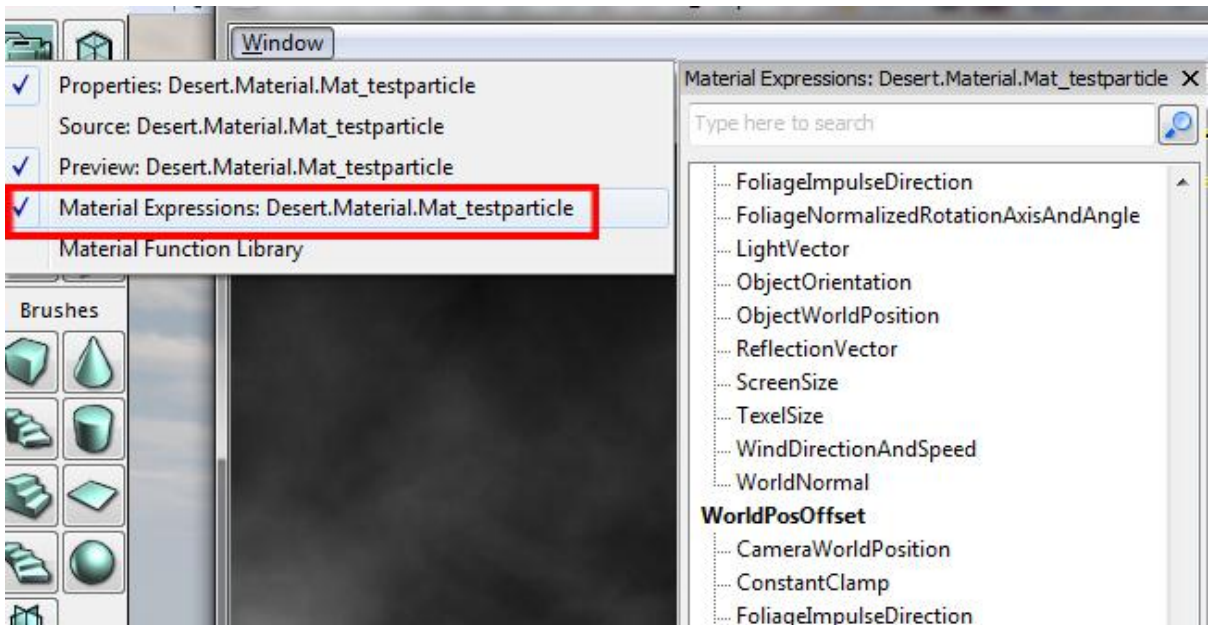 Window
Properties: Desert.Material.Mat_testparticle
Source: Desert.Material.Mat_testparticle
Preview: Desert.Material.Mat_testparticle
Material Expressions: Desert.Material.Mat_testparticle
Material Function Library
Brushes
Material Expressions: Desert.Material.Mat_testparticle
Type here to search
FoliageImpulseDirection
FoliageNormalizedRotationAxisAndAngle
LightVector
ObjectOrientation
ObjectWorldPosition
ReflectionVector
ScreenSize
TexelSize
WindDirectionAndSpeed
WorldNormal
WorldPosOffset
CameraWorldPosition
ConstantClamp
FoliageImpulseDirection